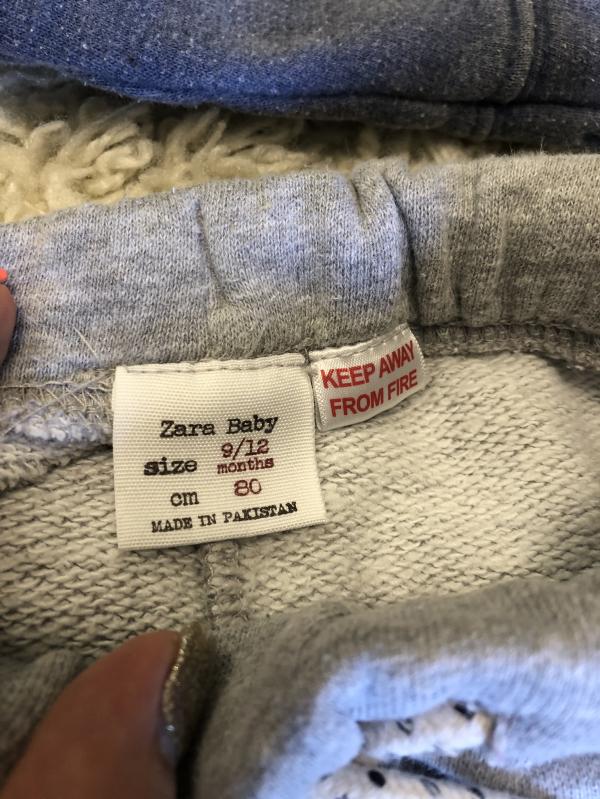 Zara Baby
size 9/12 months
cm 80
MADE IN PAKISTAN
KEEP AWAY
FROM FIRE